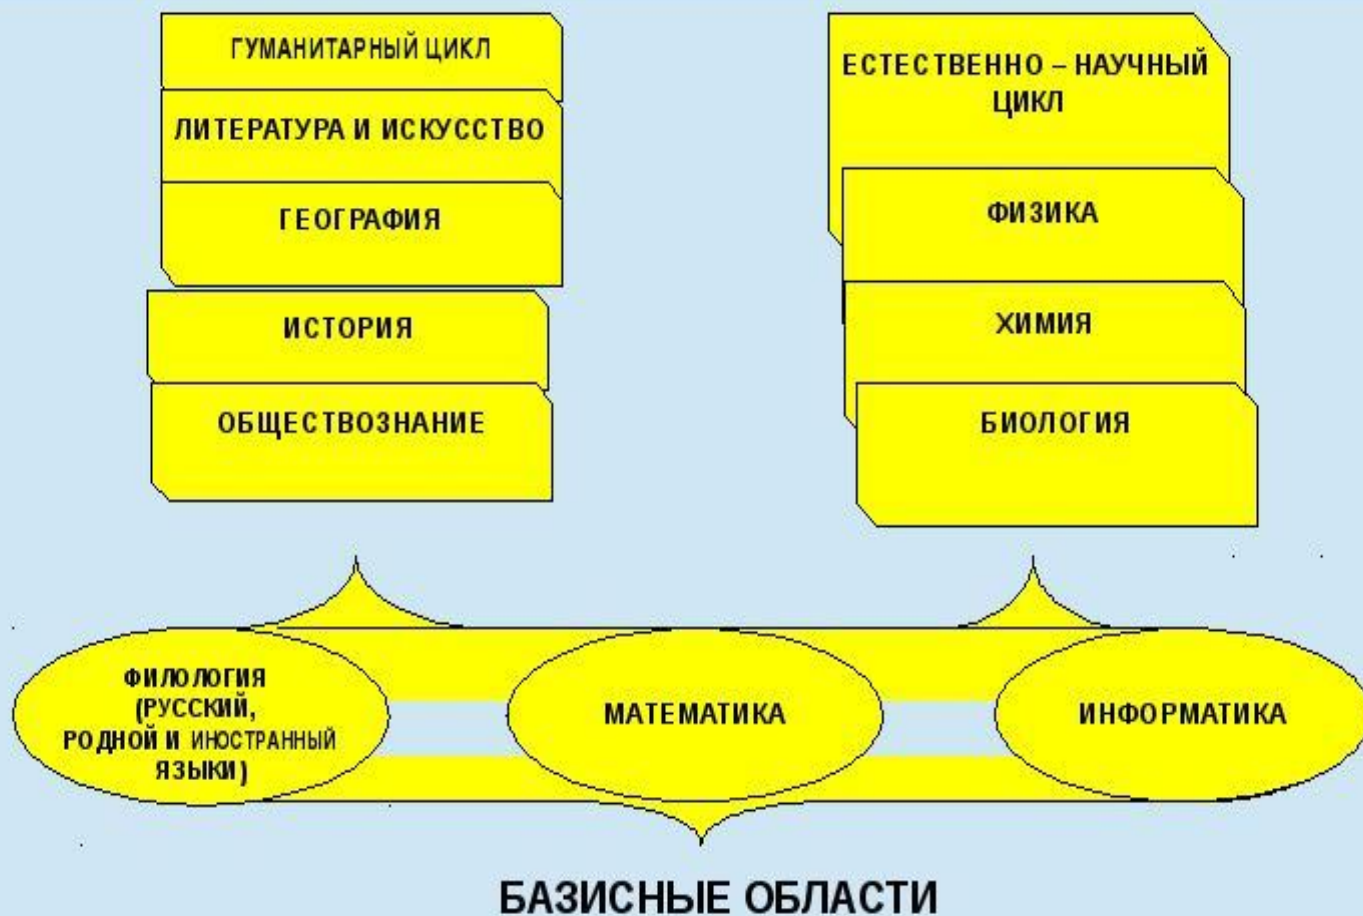 ГУМАНИТАРНЫЙ ЦИКЛ
ЛИТЕРАТУРА И ИСКУССТВО
ГЕОГРАФИЯ
ИСТОРИЯ
ОБЩЕСТВОЗНАНИЕ
ЕСТЕСТВЕННО – НАУЧНЫЙ
ЦИКЛ
ФИЗИКА
ХИМИЯ
БИОЛОГИЯ
ФИЛОЛОГИЯ
(РУССКИЙ,
РОДНОЙ И ИНОСТРАННЫЙ
ЯЗЫКИ)
МАТЕМАТИКА
ИНФОРМАТИКА
БАЗИСНЫЕ ОБЛАСТИ